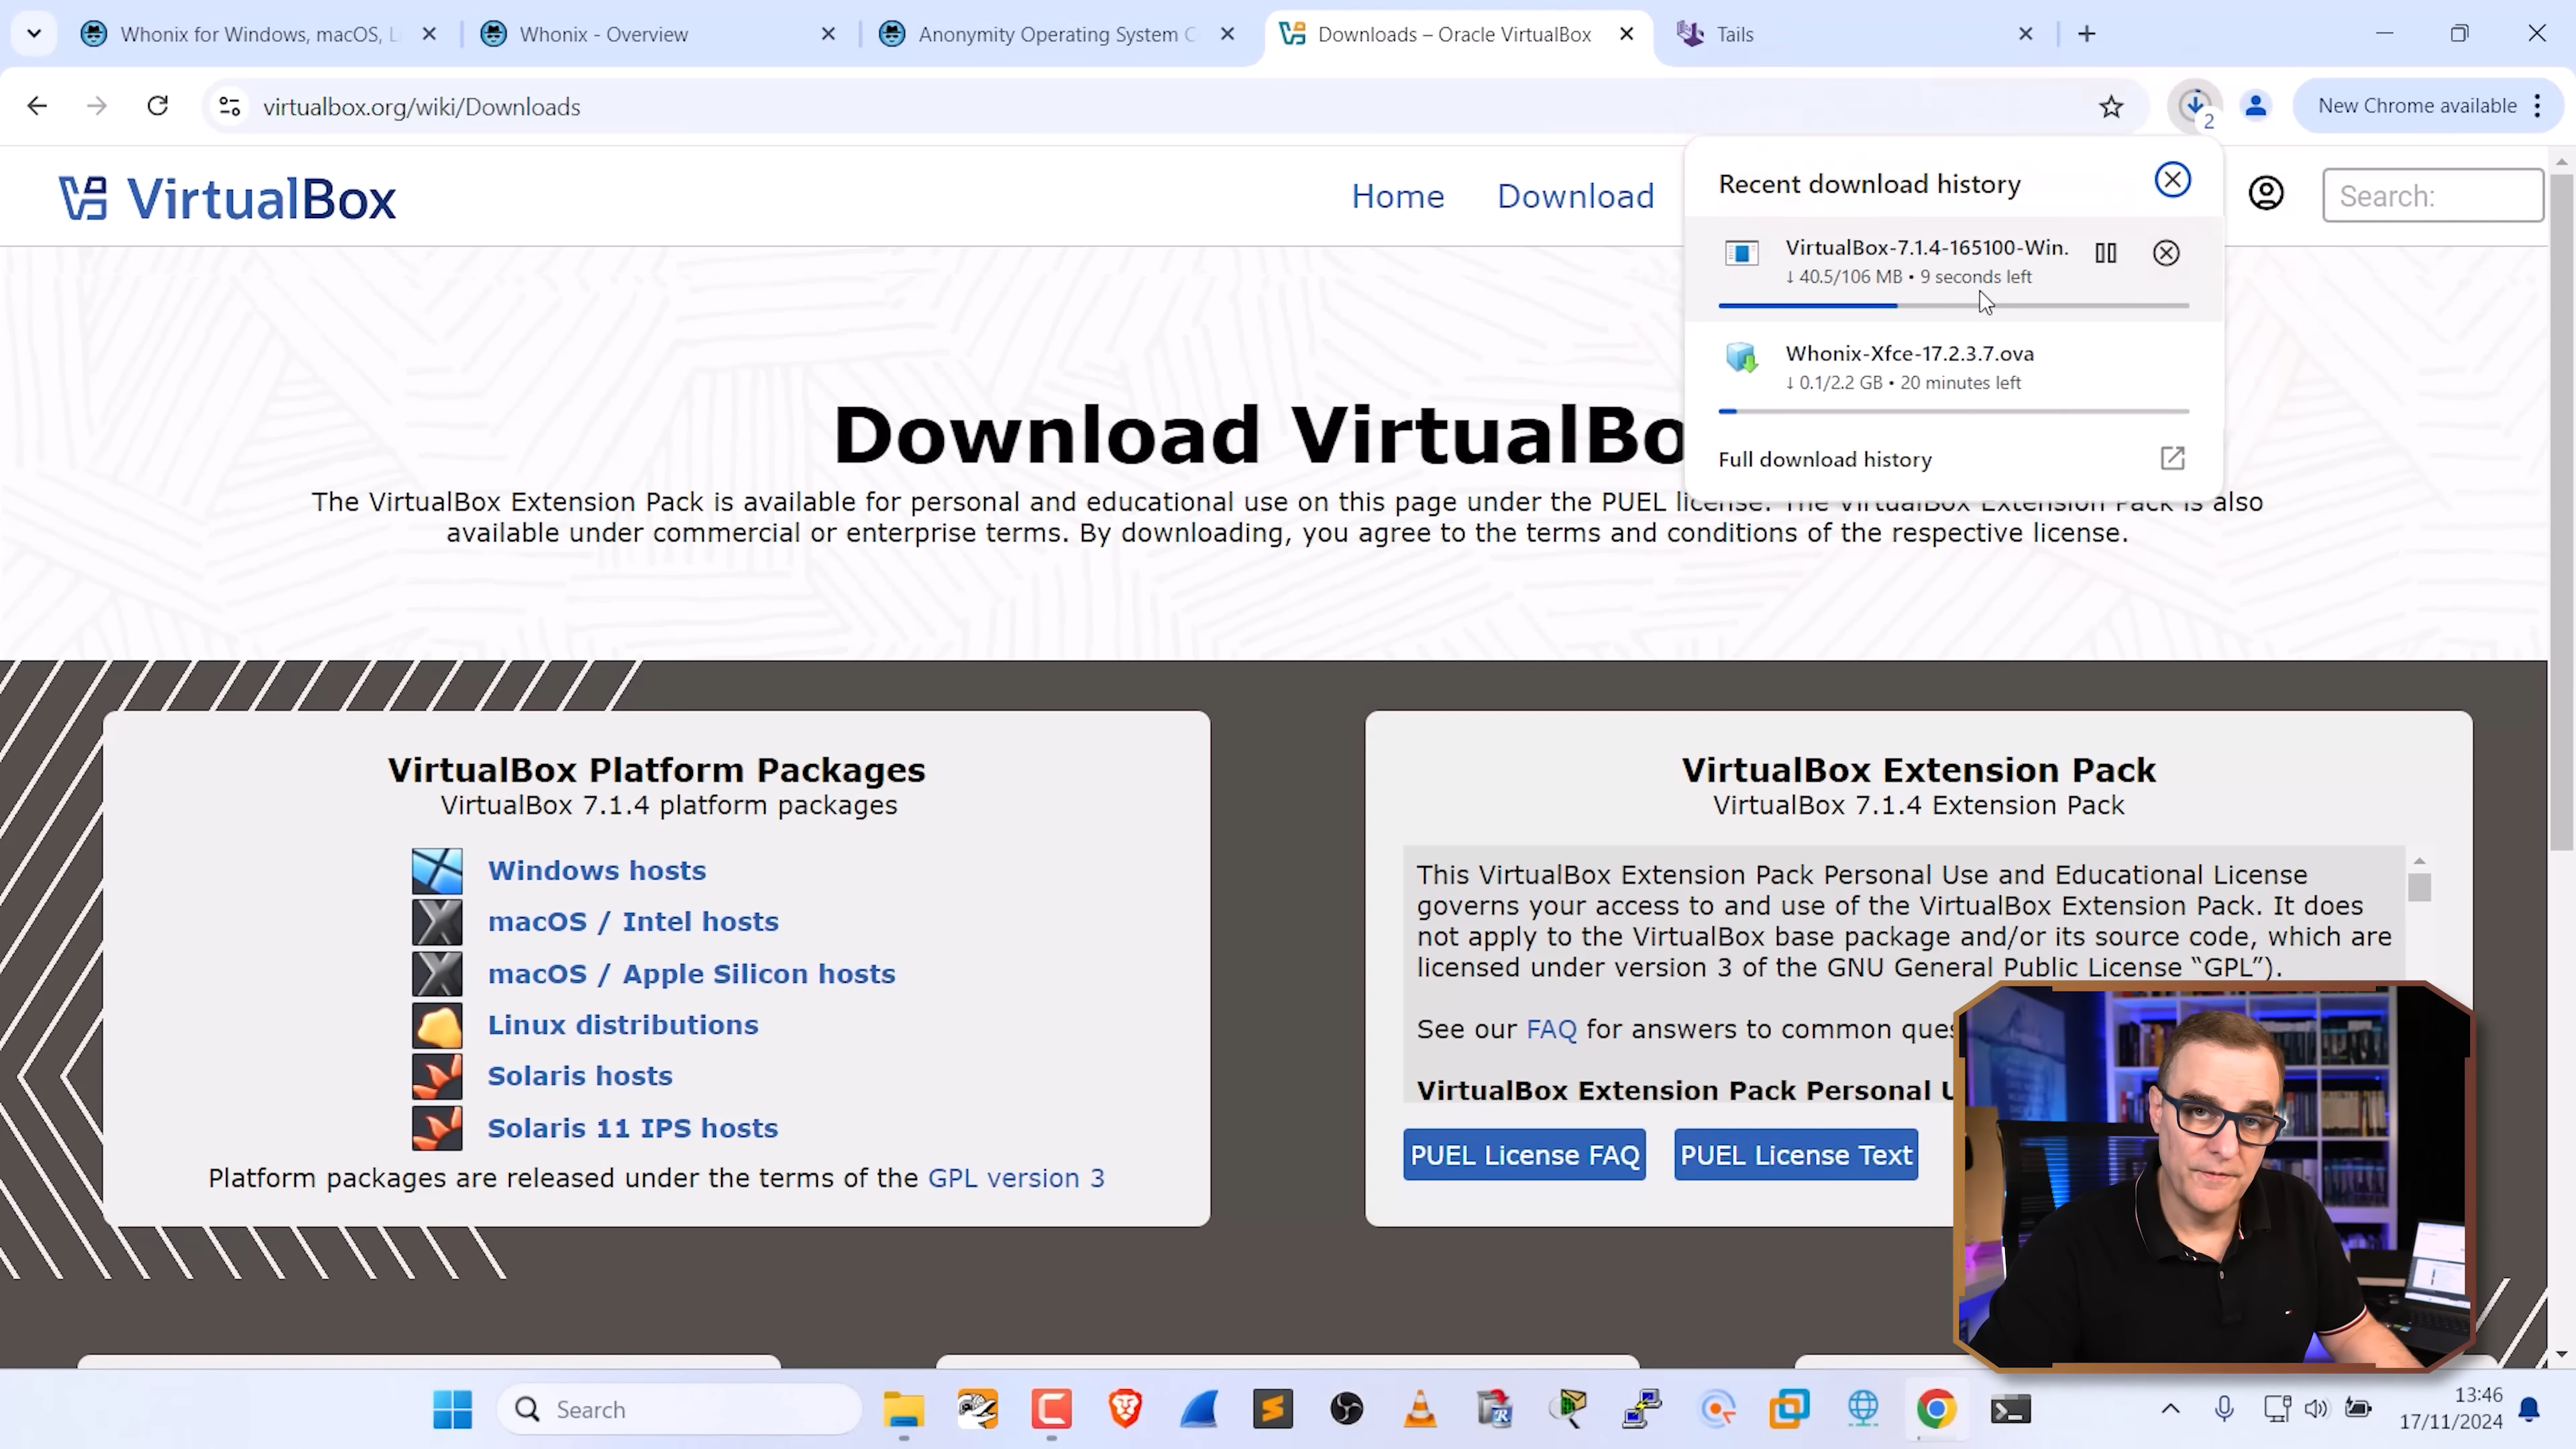 Whonix for Windows, macOS, L
Whonix - Overview
Anonymity Operating System C
Downloads – Oracle VirtualBox
Tails
virtualbox.org/wiki/Downloads
2
New Chrome available
VirtualBox
Home
Download
Search:
Recent download history
VirtualBox-7.1.4-165100-Win.
↓ 40.5/106 MB • 9 seconds left
Whonix-Xfce-17.2.3.7.ova
↓ 0.1/2.2 GB • 20 minutes left
Full download history
Download VirtualBo
The VirtualBox Extension Pack is available for personal and educational use on this page under the PUEL license. The VirtualBox Extension Pack is also
available under commercial or enterprise terms. By downloading, you agree to the terms and conditions of the respective license.
VirtualBox Platform Packages
VirtualBox 7.1.4 platform packages
Windows hosts
macOS / Intel hosts
macOS / Apple Silicon hosts
Linux distributions
Solaris hosts
Solaris 11 IPS hosts
Platform packages are released under the terms of the GPL version 3
VirtualBox Extension Pack
VirtualBox 7.1.4 Extension Pack
This VirtualBox Extension Pack Personal Use and Educational License
governs your access to and use of the VirtualBox Extension Pack. It does
not apply to the VirtualBox base package and/or its source code, which are
licensed under version 3 of the GNU General Public License “GPL”).
See our FAQ for answers to common ques
VirtualBox Extension Pack Personal U
PUEL License FAQ
PUEL License Text
Search
13:46
17/11/2024